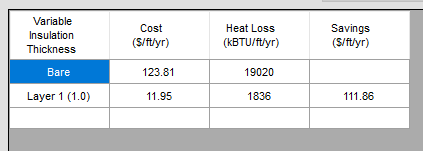 Variable Insulation Thickness Cost ($/ft/yr) Heat Loss (kBTU/ft/yr) Savings ($/ft/yr)
Bare 123.81 19020
Layer 1 (1.0) 11.95 1836 111.86